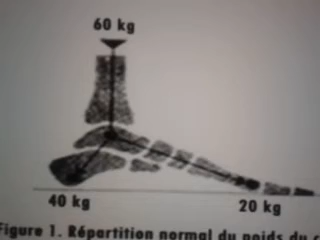 60 kg
40 kg 20 kg
Figure 1. Répartition normal du poids du